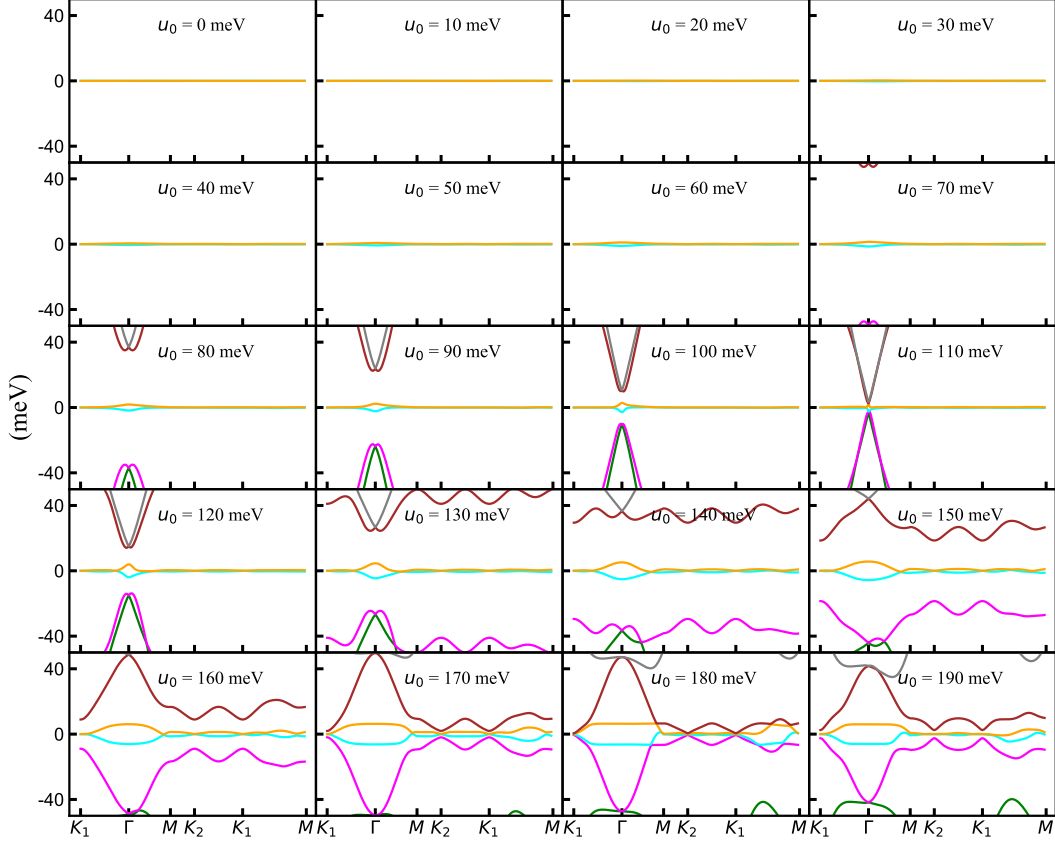 40
0
-40
u₀ = 0 meV
u₀ = 10 meV
u₀ = 20 meV
u₀ = 30 meV
40
0
-40
u₀ = 40 meV
u₀ = 50 meV
u₀ = 60 meV
u₀ = 70 meV
(meV)
40
0
-40
u₀ = 80 meV
u₀ = 90 meV
u₀ = 100 meV
u₀ = 110 meV
40
0
-40
u₀ = 120 meV
u₀ = 130 meV
u₀ = 140 meV
u₀ = 150 meV
40
0
-40
u₀ = 160 meV
u₀ = 170 meV
u₀ = 180 meV
u₀ = 190 meV
K₁ Γ M K₂ K₁ M
K₁ Γ M K₂ K₁ M
K₁ Γ M K₂ K₁ M
K₁ Γ M K₂ K₁ M